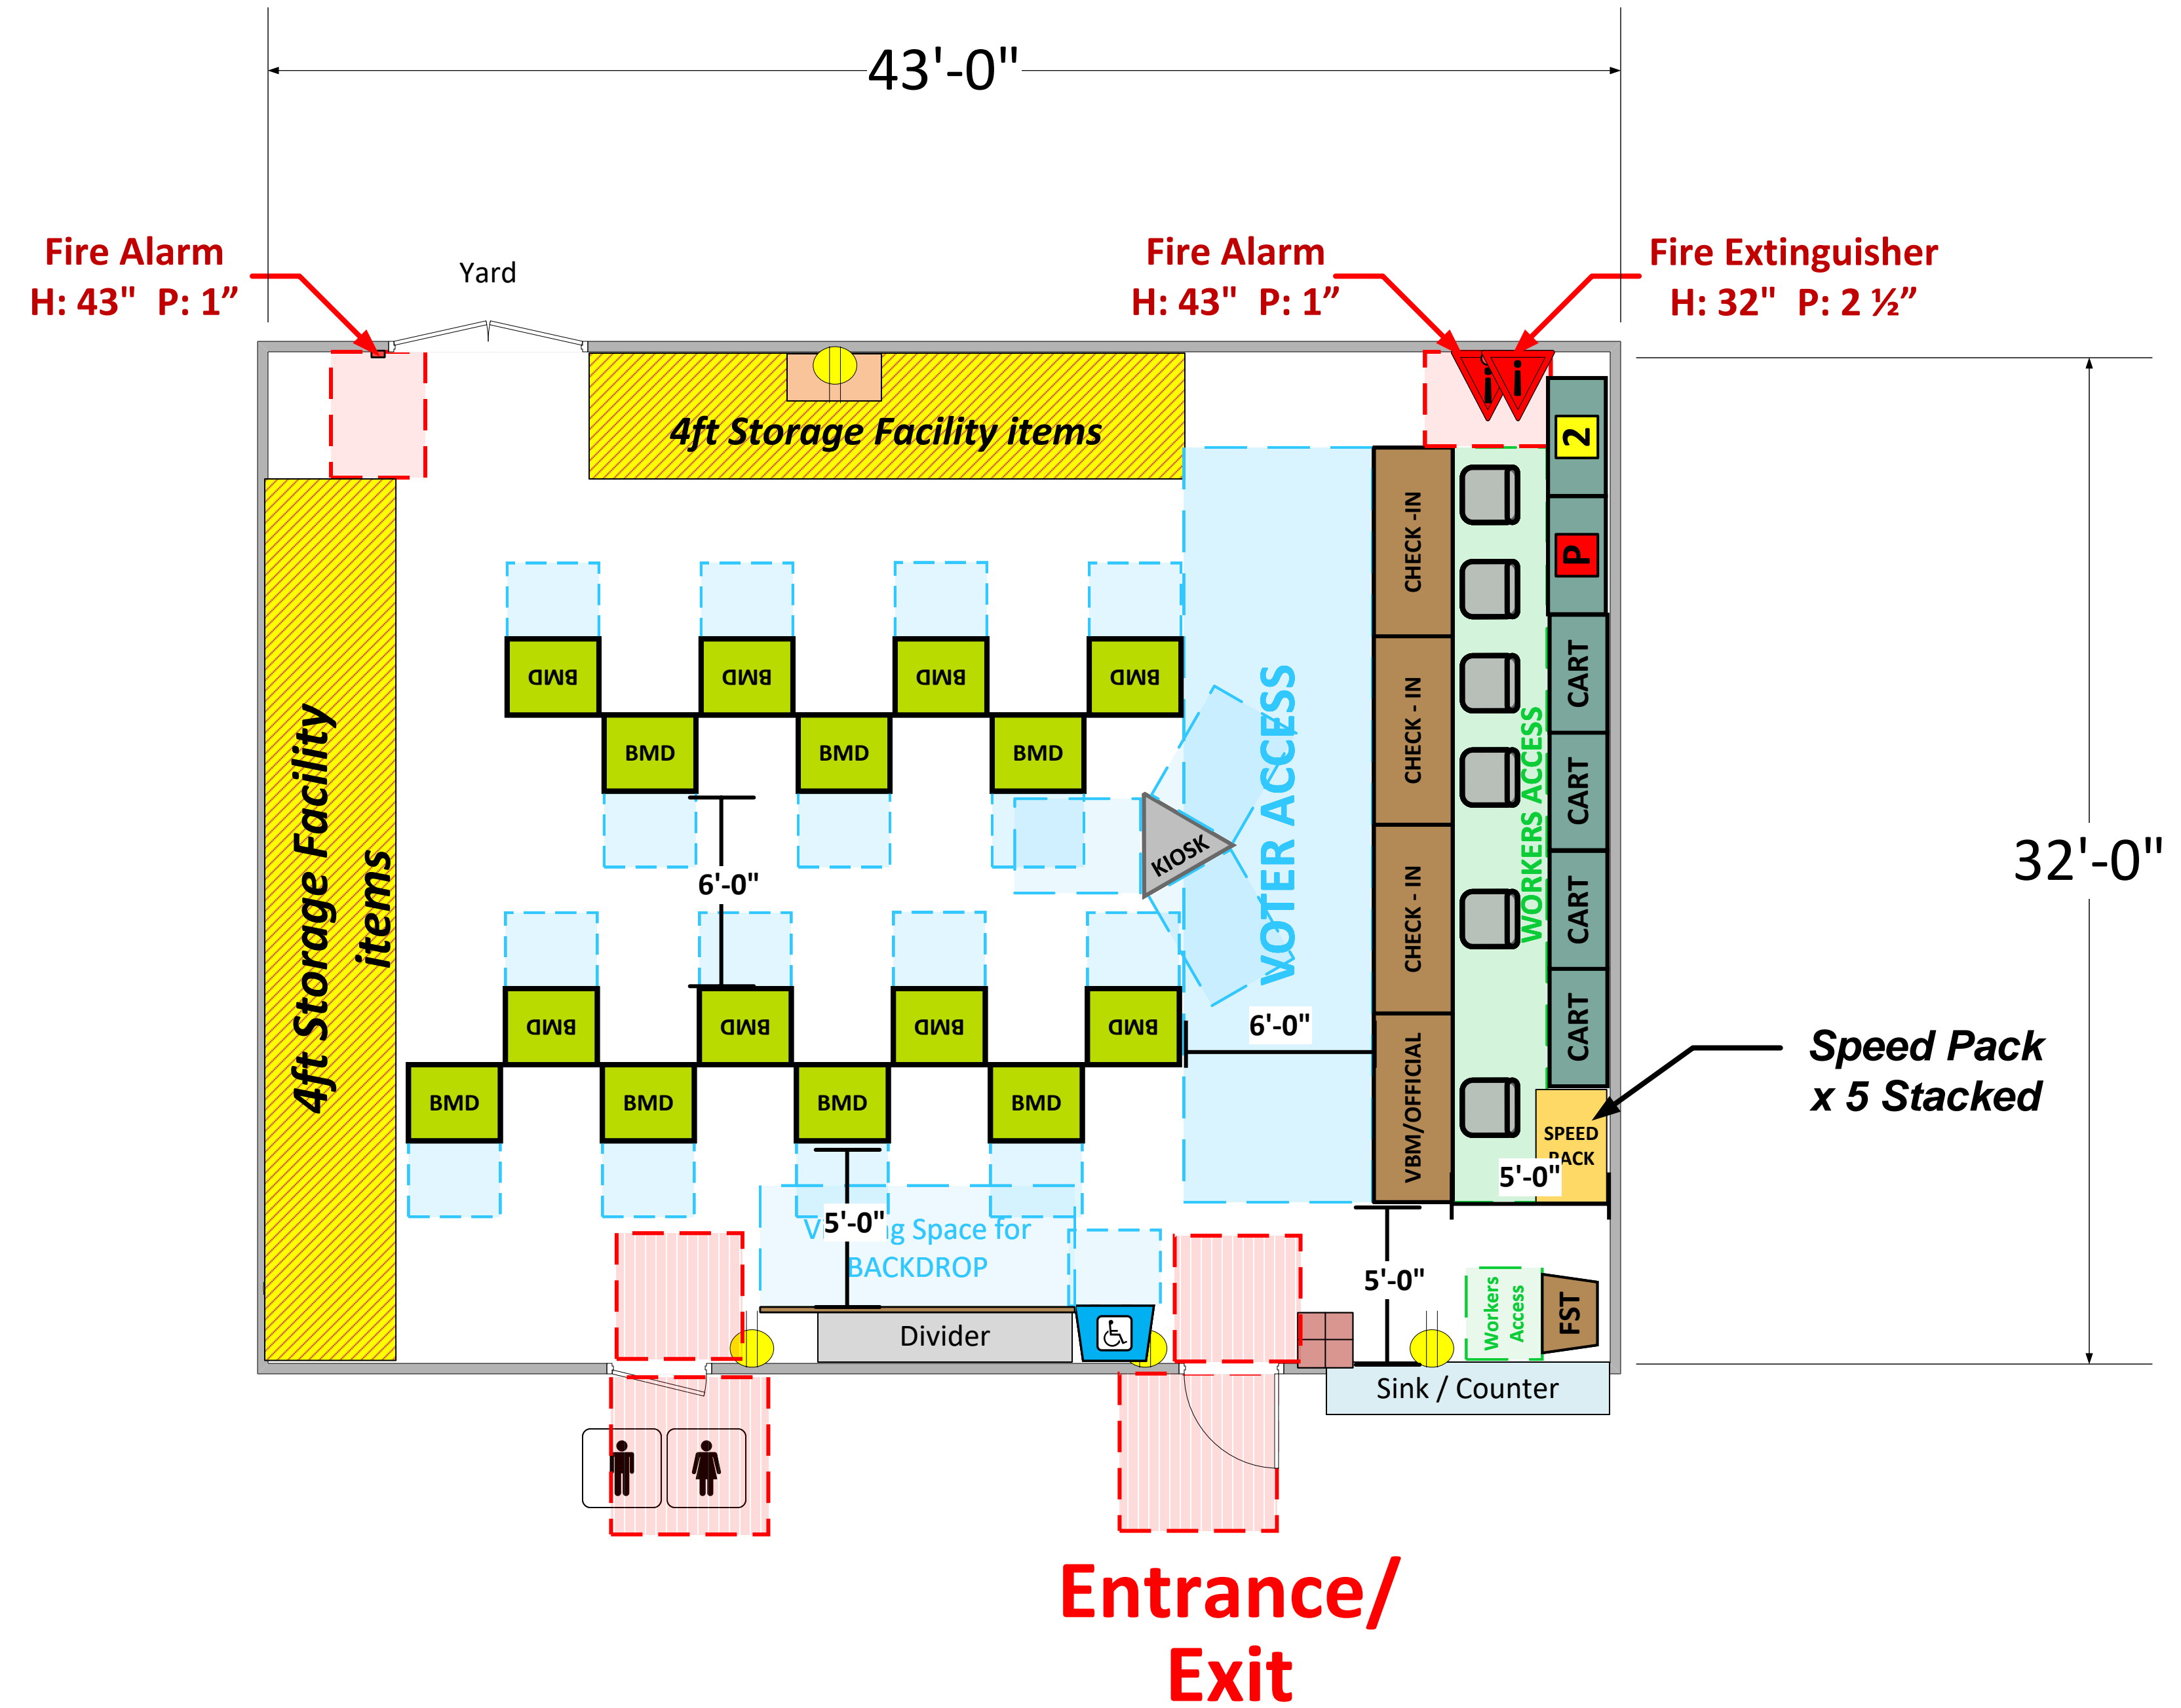 43'-0"
Fire Alarm
H: 43"  P: 1”
Yard
Fire Alarm
H: 43"  P: 1”
Fire Extinguisher
H: 32"  P: 2 ½”
i
i
2
4ft Storage Facility items
CHECK -IN
P
BMD
BMD
BMD
BMD
BMD
BMD
BMD
CART
CART
CART
CART
CHECK - IN
CHECK - IN
VBM/OFFICIAL
WORKERS ACCESS
VOTER ACCESS
KIOSK
32'-0"
4ft Storage Facility
items
6'-0"
6'-0"
BMD
BMD
BMD
BMD
BMD
BMD
BMD
BMD
Speed Pack
x 5 Stacked
SPEED
PACK
5'-0"
5'-0"
Space for
BACKDROP
5'-0"
Workers
Access
FST
Divider
Sink / Counter
Entrance/
Exit